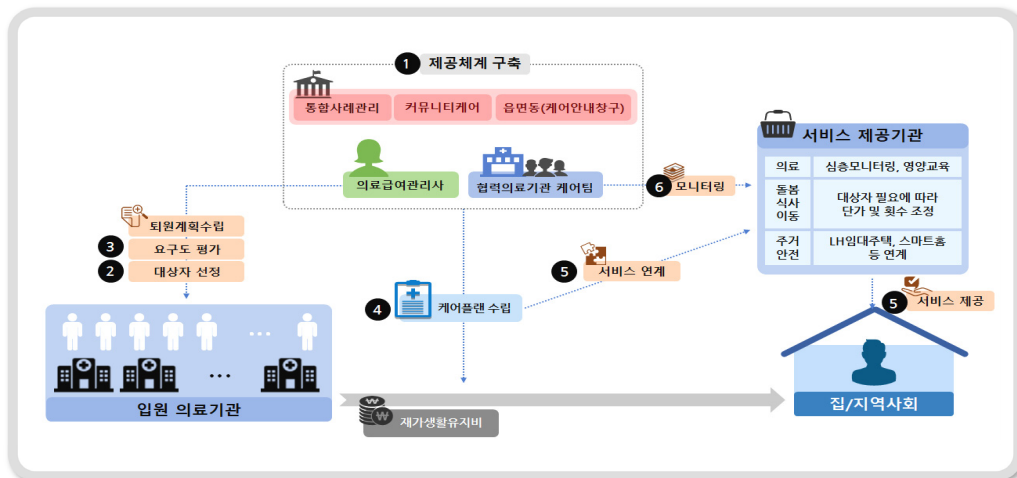 1 제공체계 구축
통합사례관리
커뮤니티케어
읍면동(케어안내창구)
의료급여관리사
협력의료기관 케어팀
퇴원계획수립
3 요구도 평가
2 대상자 선정
...
...
입원 의료기관
4 케어플랜 수립
5 서비스 연계
6 모니터링
서비스 제공기관
의료
심층모니터링, 영양교육
돌봄
식사
이동
대상자 필요에 따라
단가 및 횟수 조정
주거
안전
LH임대주택, 스마트홈
등 연계
5 서비스 제공
집/지역사회
₩
₩
재가생활유지비